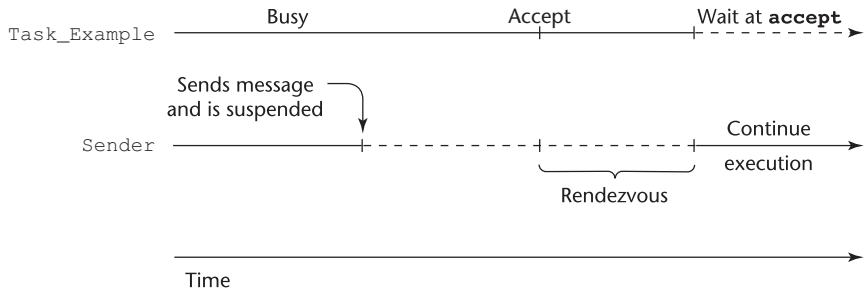 Busy
Accept
Wait at accept
Task_Example
Sends message
and is suspended
Sender
Continue
execution
Rendezvous
Time